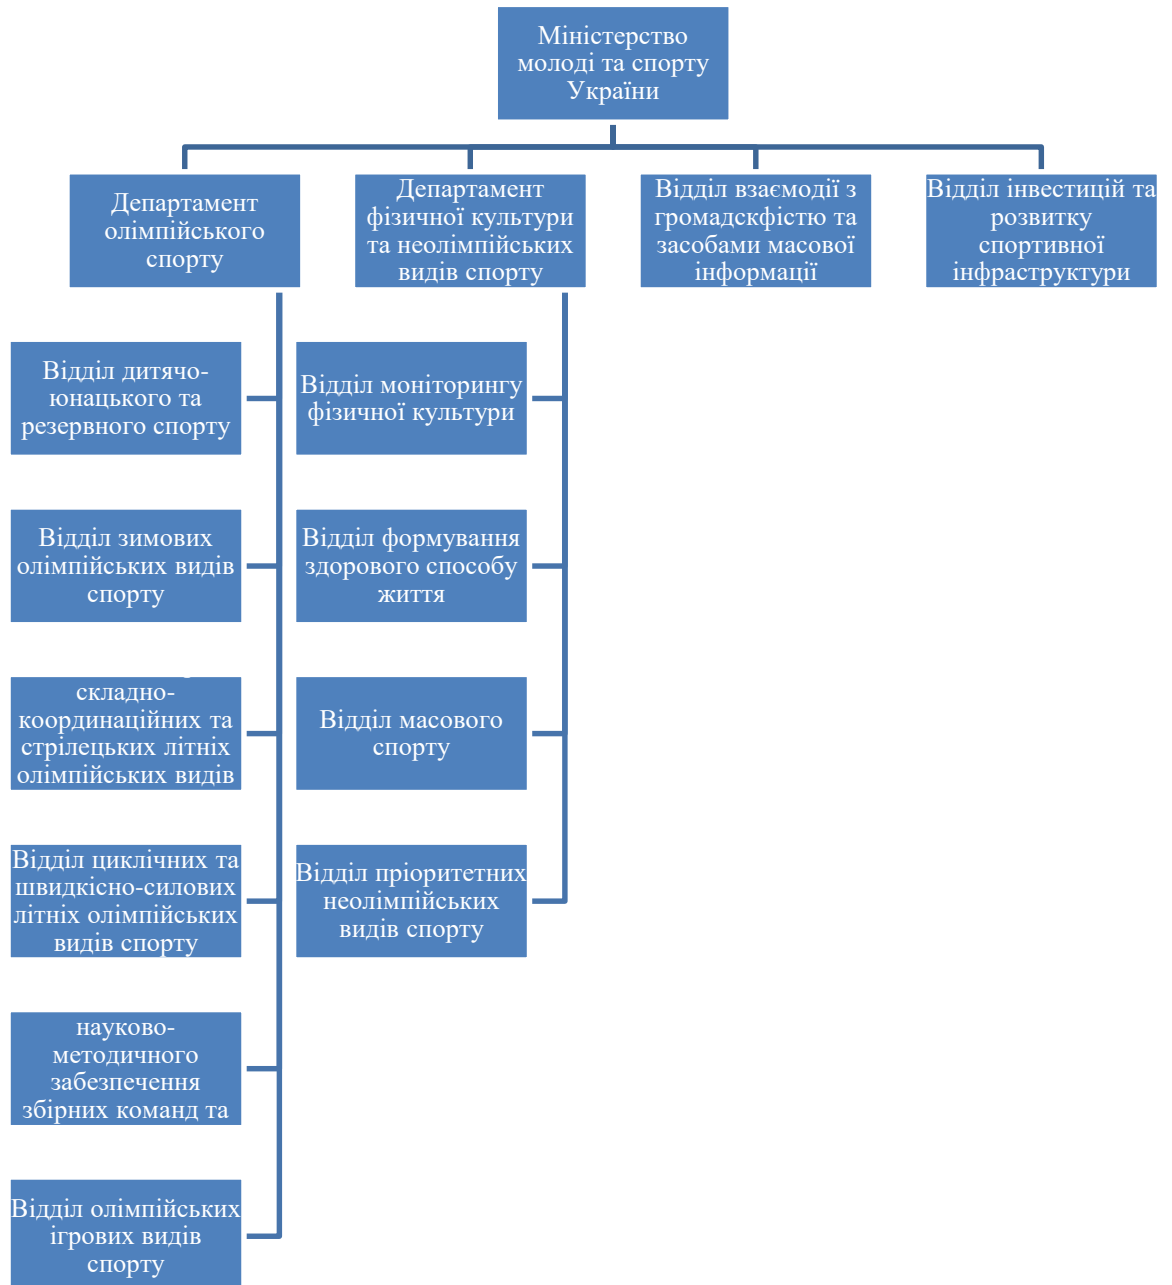 Міністерство
молоді та спорту
України
Департамент
олімпійського
спорту
Департамент
фізичної культури
та неолімпійських
видів спорту
Відділ взаємодії з
громадскфістю та
засобами масової
інформації
Відділ інвестицій та
розвитку
спортивної
інфраструктури
Відділ дитячо-
юнацького та
резервного спорту
Відділ зимових
олімпійських видів
спорту
складно-
координаційних та
стрілецьких літніх
олімпійських видів
Відділ циклічних та
швидкісно-силових
літніх олімпійських
видів спорту
науково-
методичного
забезпечення
збірних команд та
Відділ олімпійських
ігрових видів
спорту
Відділ моніторингу
фізичної культури
Відділ формування
здорового способу
життя
Відділ масового
спорту
Відділ пріоритетних
неолімпійських
видів спорту